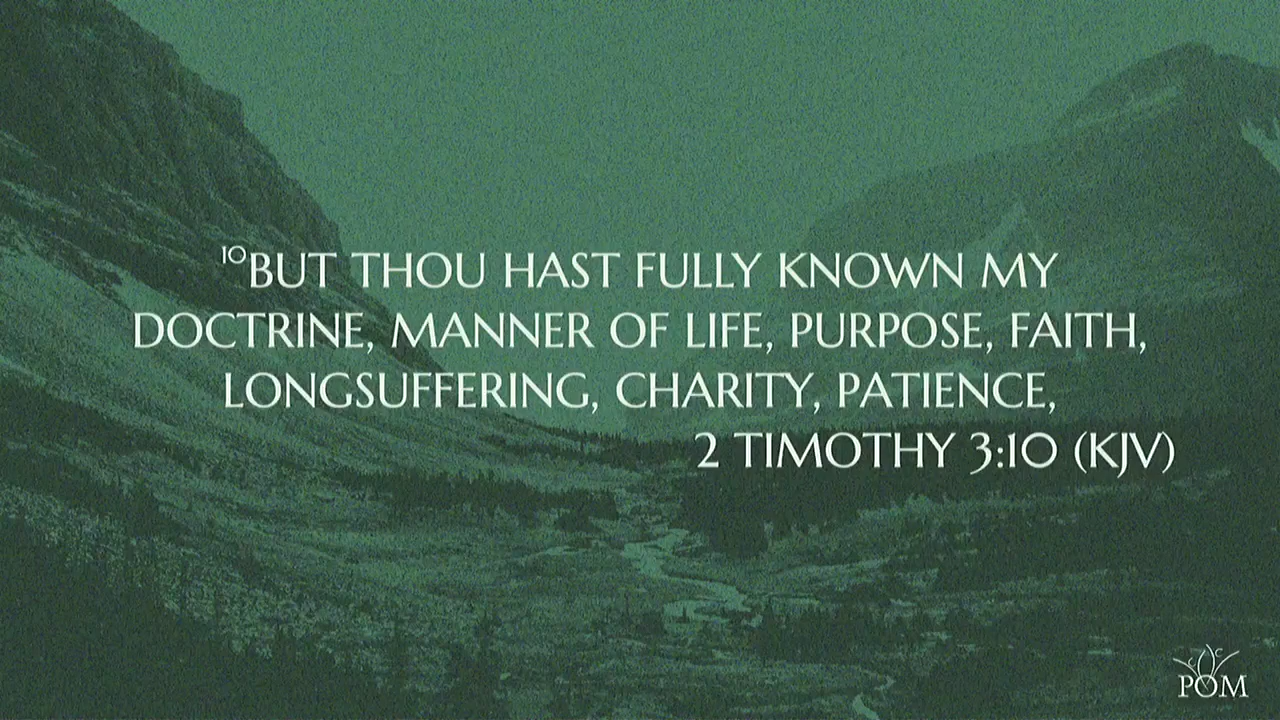 ¹⁰BUT THOU HAST FULLY KNOWN MY
DOCTRINE, MANNER OF LIFE, PURPOSE, FAITH,
LONGSUFFERING, CHARITY, PATIENCE,
2 TIMOTHY 3:10 (KJV)
C C
POM